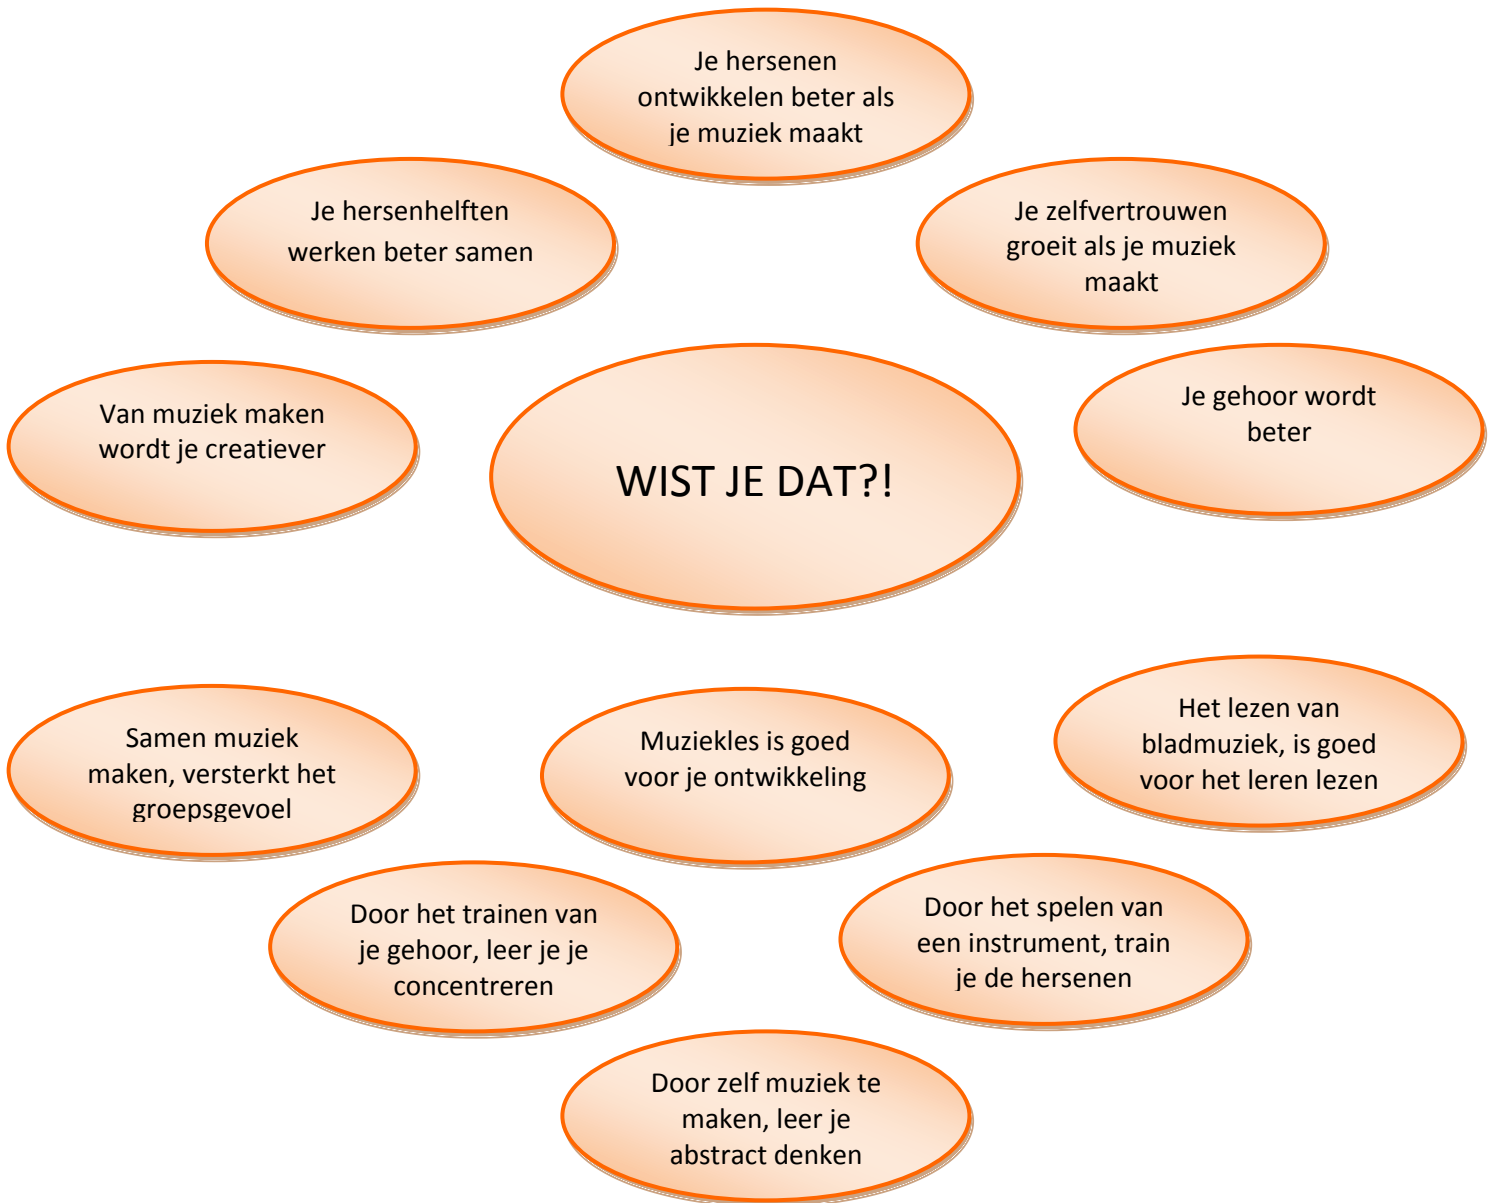 Je hersenen
ontwikkelen beter als
je muziek maakt
Je hersenhelften
werken beter samen
Je zelfvertrouwen
groeit als je muziek
maakt
Van muziek maken
wordt je creatiever
WIST JE DAT?!
Je gehoor wordt
beter
Samen muziek
maken, versterkt het
groepsgevoel
Muziekles is goed
voor je ontwikkeling
Het lezen van
bladmuziek, is goed
voor het leren lezen
Door het trainen van
je gehoor, leer je je
concentreren
Door het spelen van
een instrument, train
je de hersenen
Door zelf muziek te
maken, leer je
abstract denken